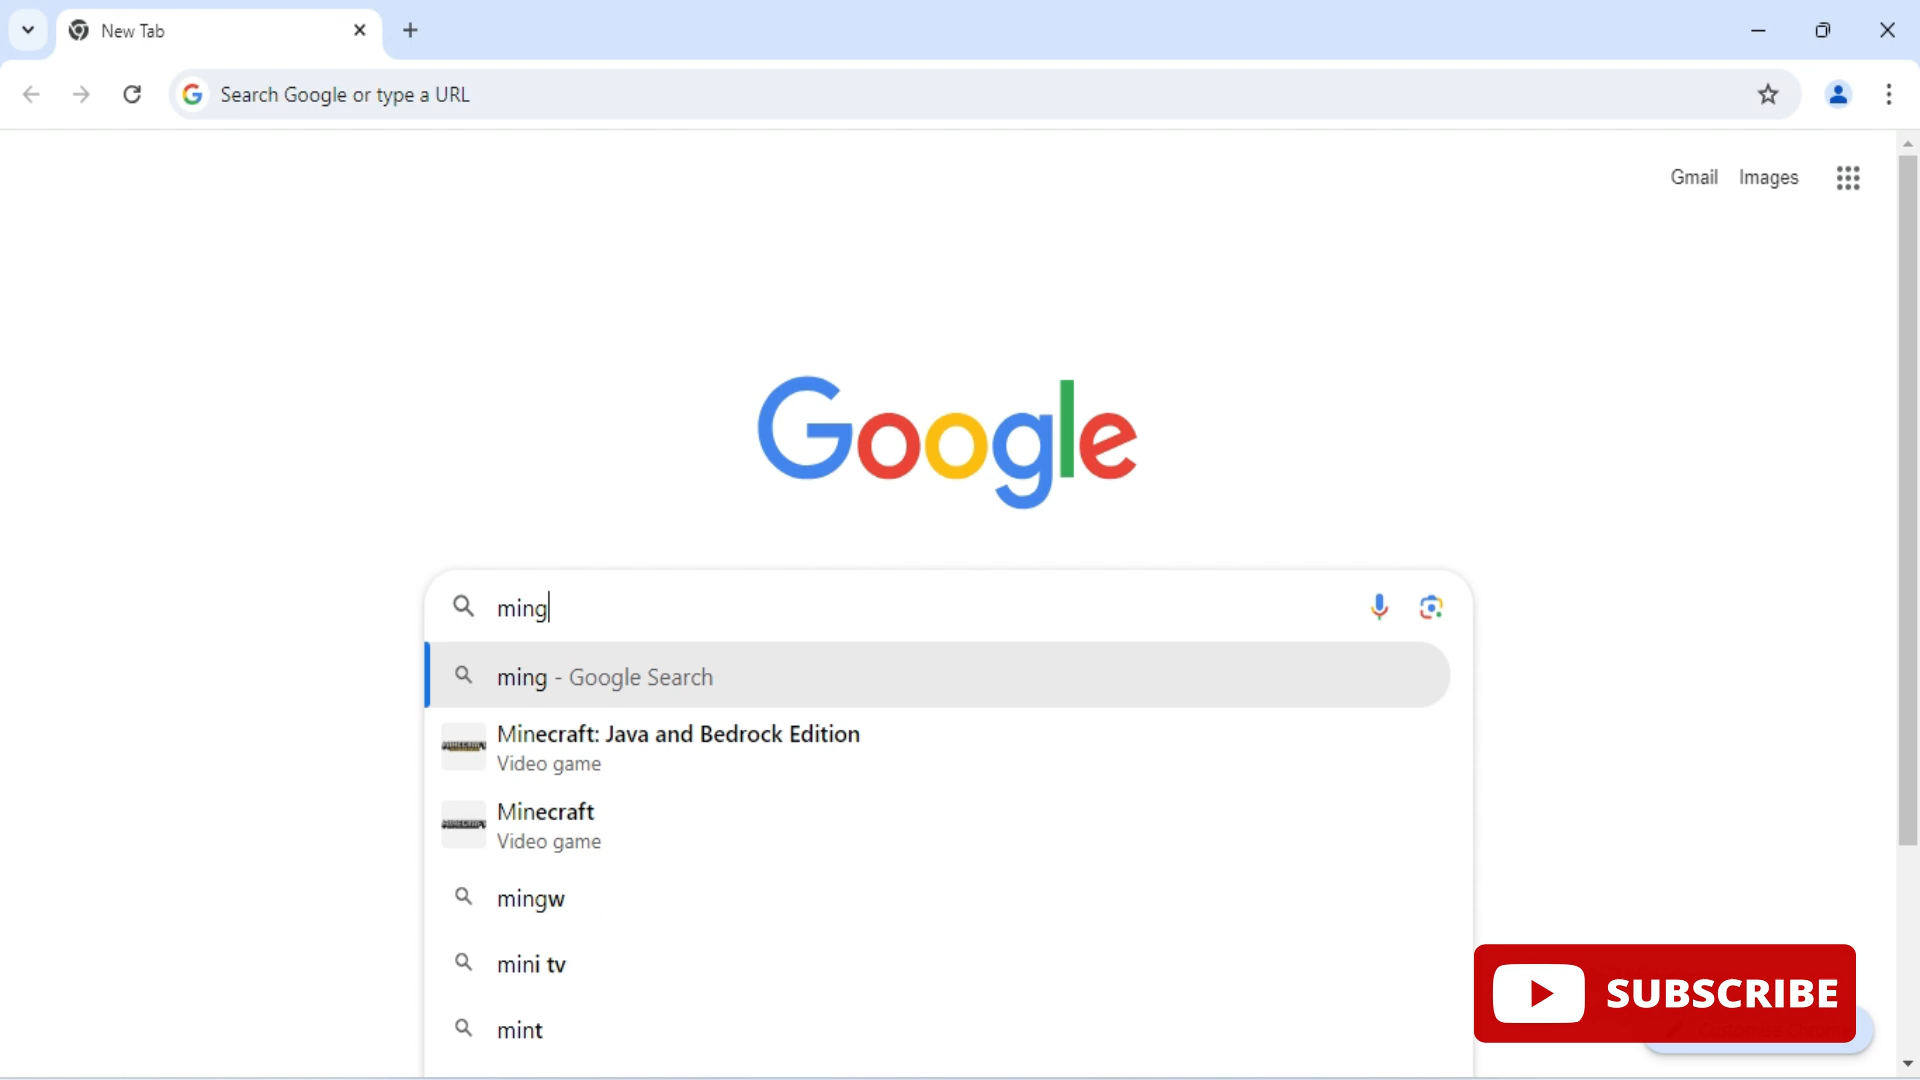 New Tab
Search Google or type a URL
Gmail Images
Google
ming
ming - Google Search
Minecraft: Java and Bedrock Edition
Video game
Minecraft
Video game
mingw
mini tv
mint
SUBSCRIBE